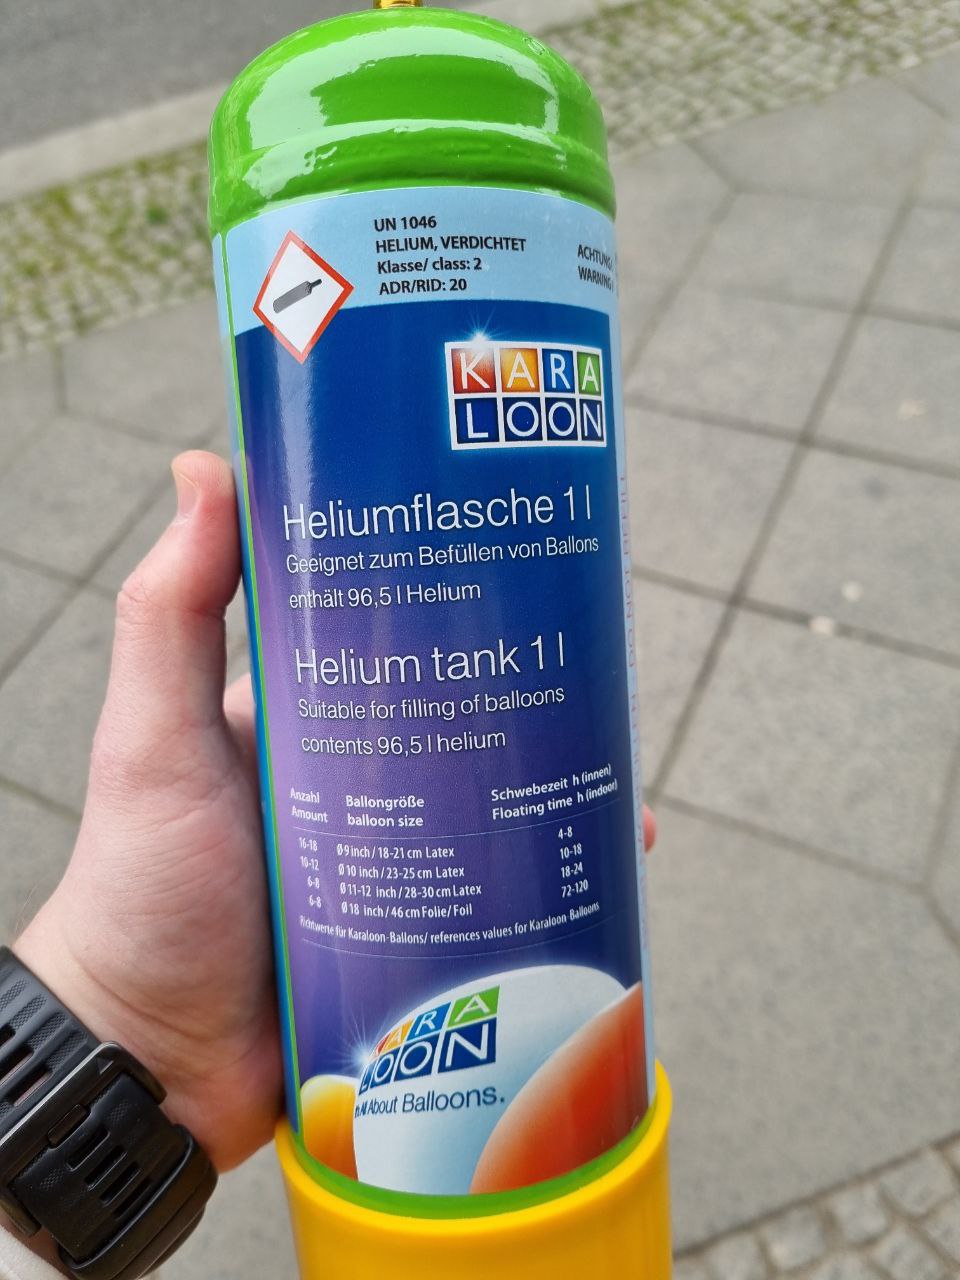 UN 1046
HELIUM, VERDICHTET
Klasse/ class: 2
ADR/RID: 20
ACHTUNG
WARNING
KARA
LOON
Heliumflasche 1 l
Geeignet zum Befüllen von Ballons
enthält 96,5 l Helium
Helium tank 1 l
Suitable for filling of balloons
contents 96,5 l helium
Anzahl Ballongröße Schwebezeit h (innen)
Amount balloon size Floating time h (indoor)
16-18 Ø 9 inch / 18-21 cm Latex 4-8
10-12 Ø 10 inch / 23-25 cm Latex 10-18
6-8 Ø 11-12 inch / 28-30 cm Latex 18-24
6-8 Ø 18 inch / 46 cm Folie/ Foil 72-120
Richtwerte für Karaloon-Ballons/ references values for Karaloon-Ballons
KARA
LOON
All About Balloons.
DO NOT REFILL